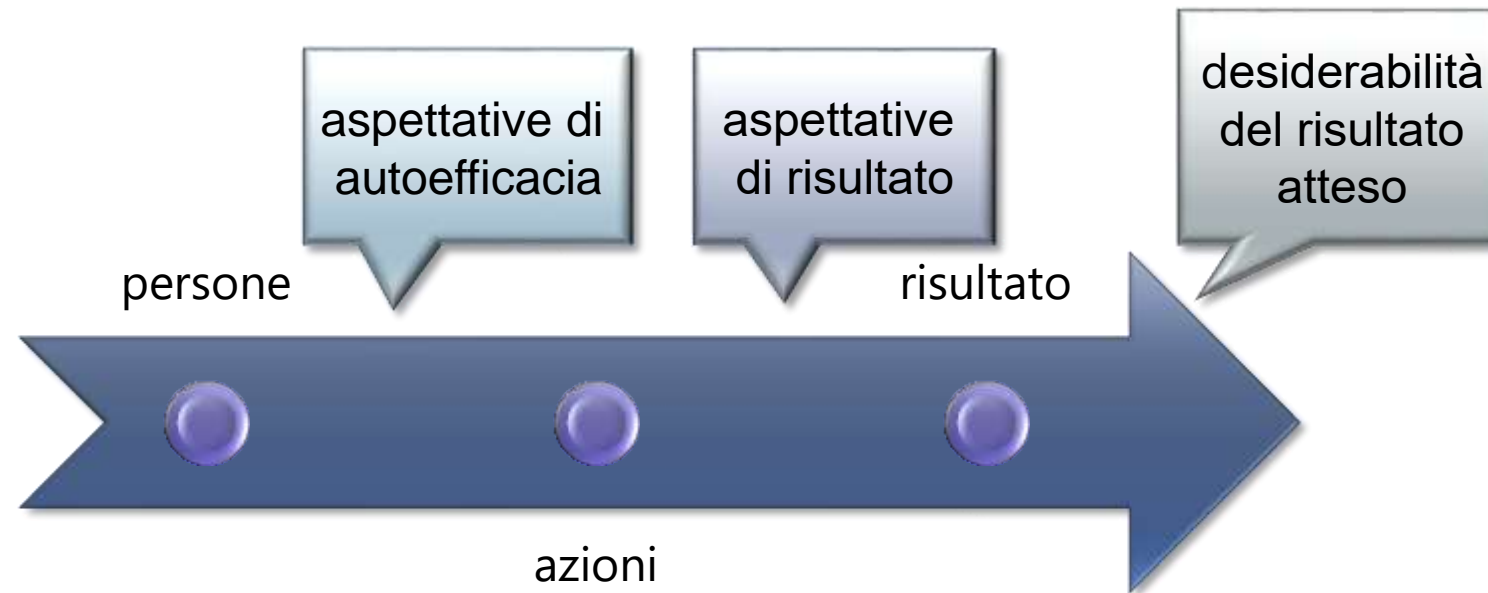 aspettative di
autoefficacia
aspettative
di risultato
desiderabilità
del risultato
atteso
persone
risultato
azioni